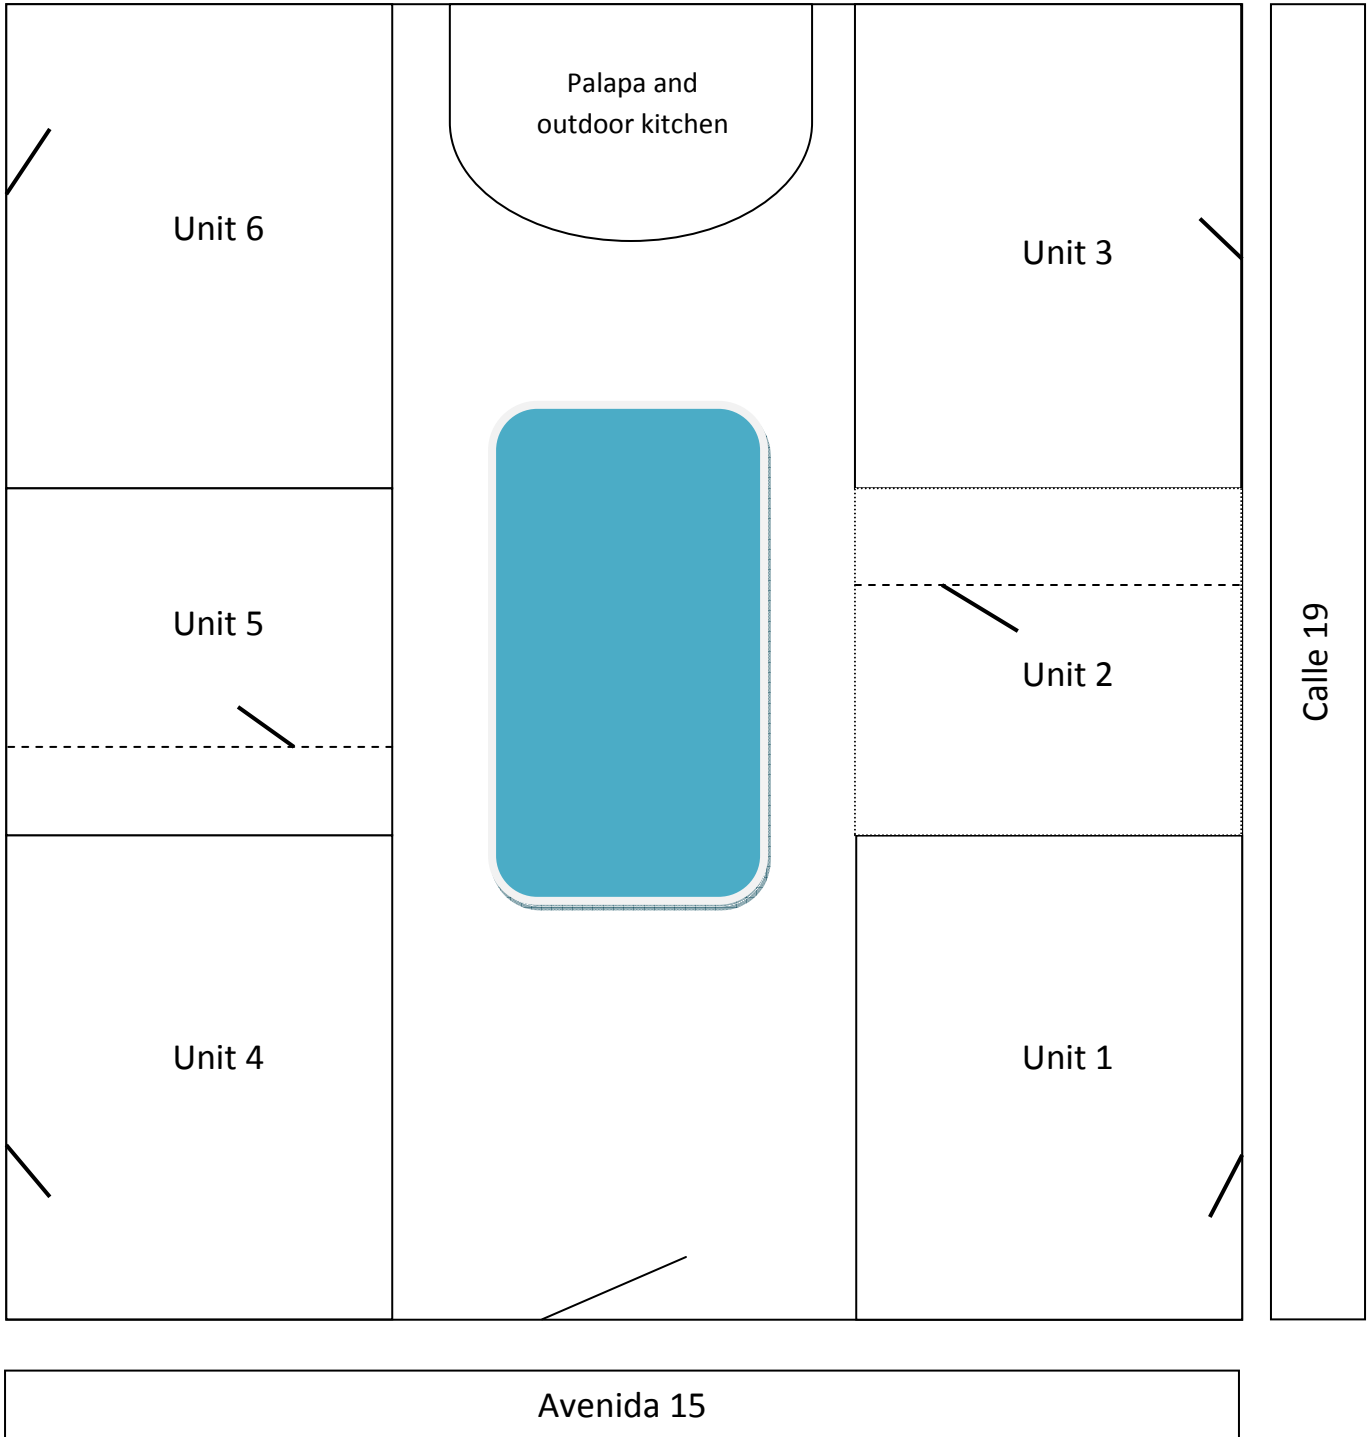 Palapa and
outdoor kitchen
Unit 6
Unit 3
Unit 5
Unit 2
Calle 19
Unit 4
Unit 1
Avenida 15